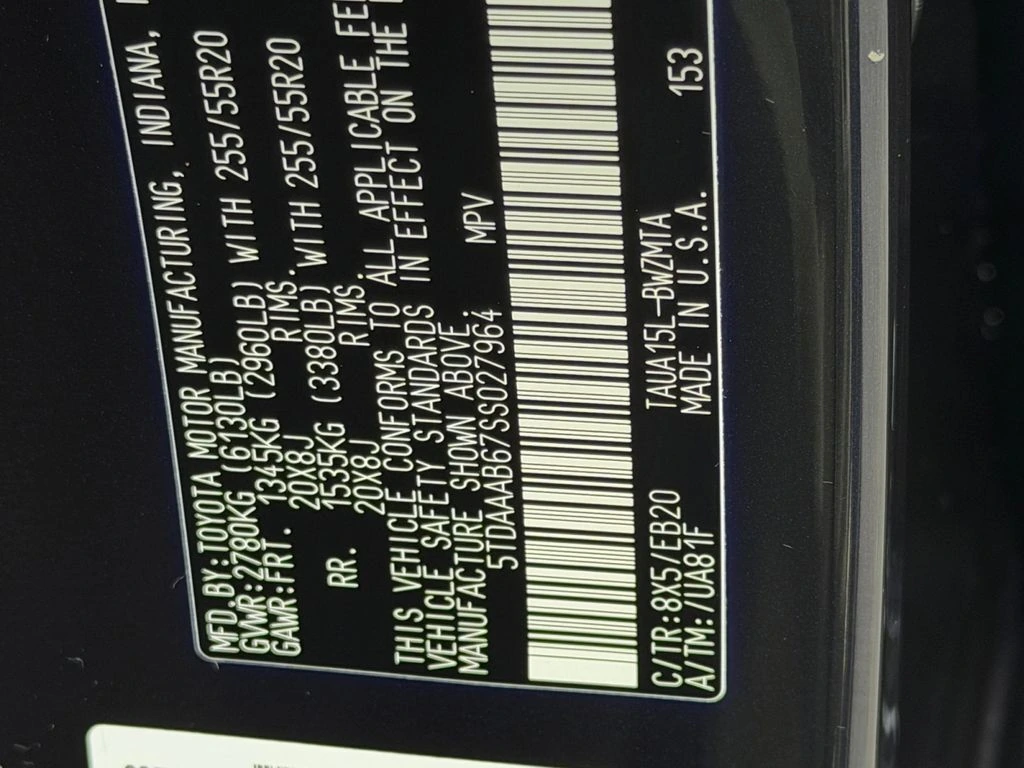 MFD.BY:TOYOTA MOTOR MANUFACTURING, INDIANA,
GVWR:2780KG (6130LB)
GAWR:FRT. 1345KG (2960LB) WITH 255/55R20
20X8J RIMS.
RR. 1535KG (3380LB) WITH 255/55R20
20X8J RIMS.
THIS VEHICLE CONFORMS TO ALL APPLICABLE
VEHICLE SAFETY STANDARDS IN EFFECT ON THE
MANUFACTURE SHOWN ABOVE.
5TDAAAB67SS027964 MPV
C/TR:8X5/EB20 TAUA15L-BWZMTA 153
A/TM:/UA81F MADE IN U.S.A.